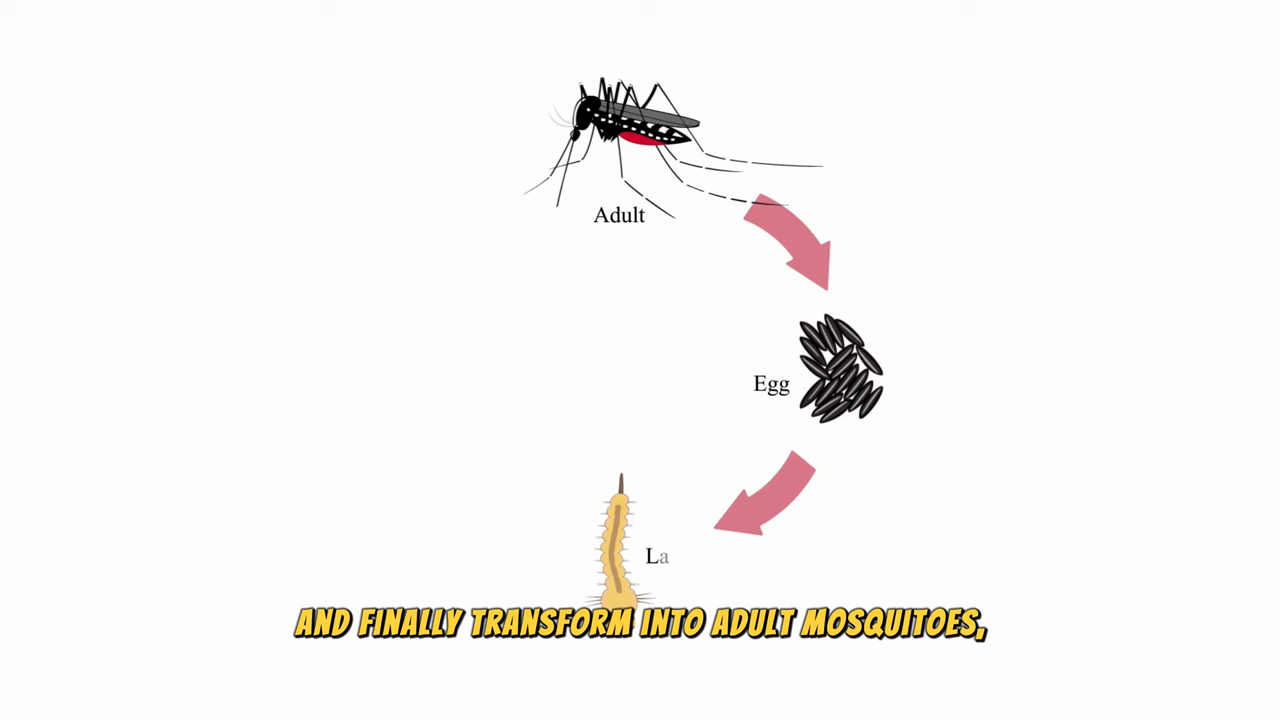 Adult
Egg
La
AND FINALLY TRANSFORM INTO ADULT MOSQUITOES,